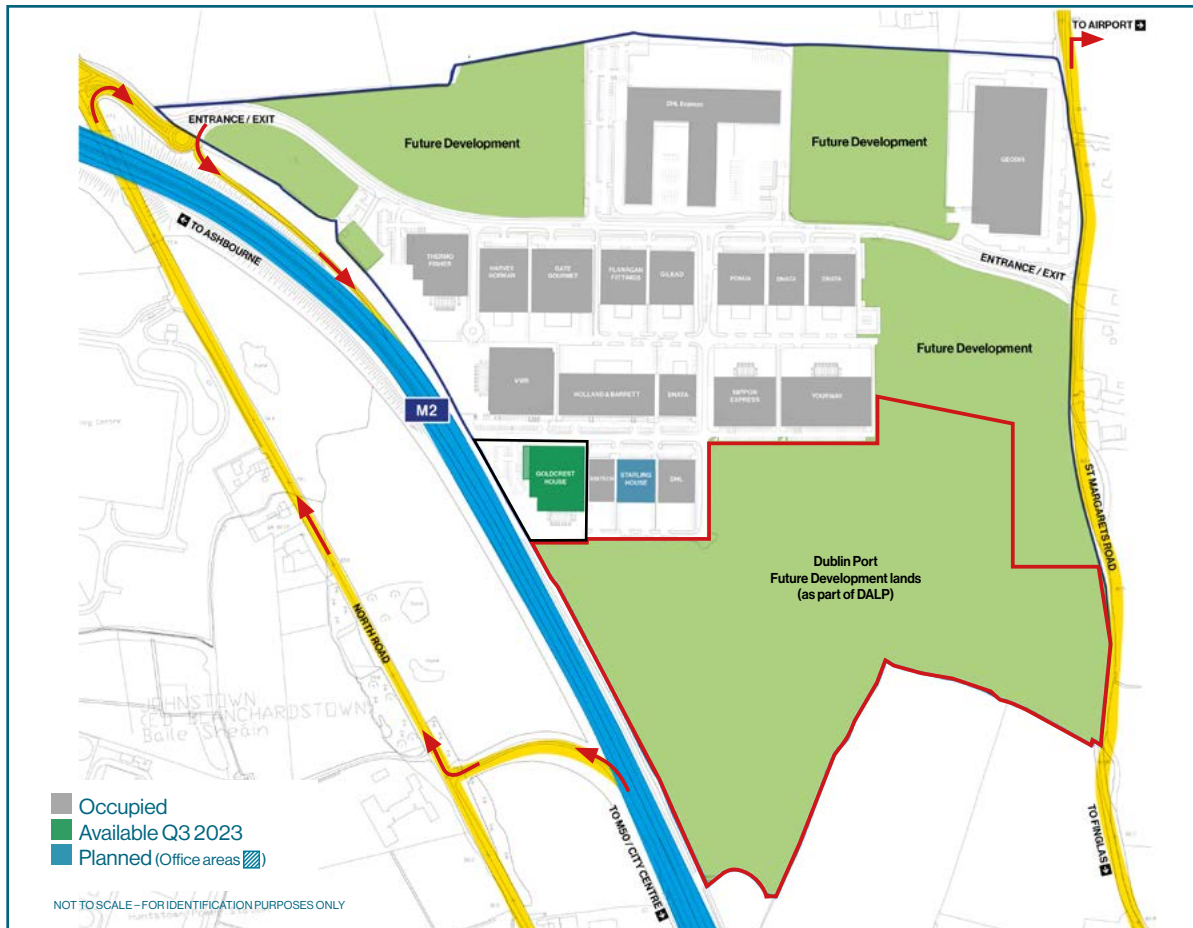 TO AIRPORT
ENTRANCE / EXIT
DHL Express
Future Development
Future Development
GEODIS
TO ASHBOURNE
THERMO
FISHER
HARVEY
NORMAN
GATE
GOURMET
FLANAGAN
FITTINGS
GILEAD
DNATA
DNATA
ENTRANCE / EXIT
Future Development
VWR
HOLLAND & BARRETT
DNATA
NIPPON
EXPRESS
YOURWAY
M2
GOLDCREST
HOUSE
STARLING
HOUSE
DHL
ST MARGARETS ROAD
Dublin Port
Future Development lands
(as part of DALP)
NORTH ROAD
Pond
JOHNSTOWN
BLANCHARDSTOWN
Baile Sheáin
TO M50 / CITY CENTRE
TO FINGLAS
Occupied
Available Q3 2023
Planned (Office areas )
NOT TO SCALE – FOR IDENTIFICATION PURPOSES ONLY